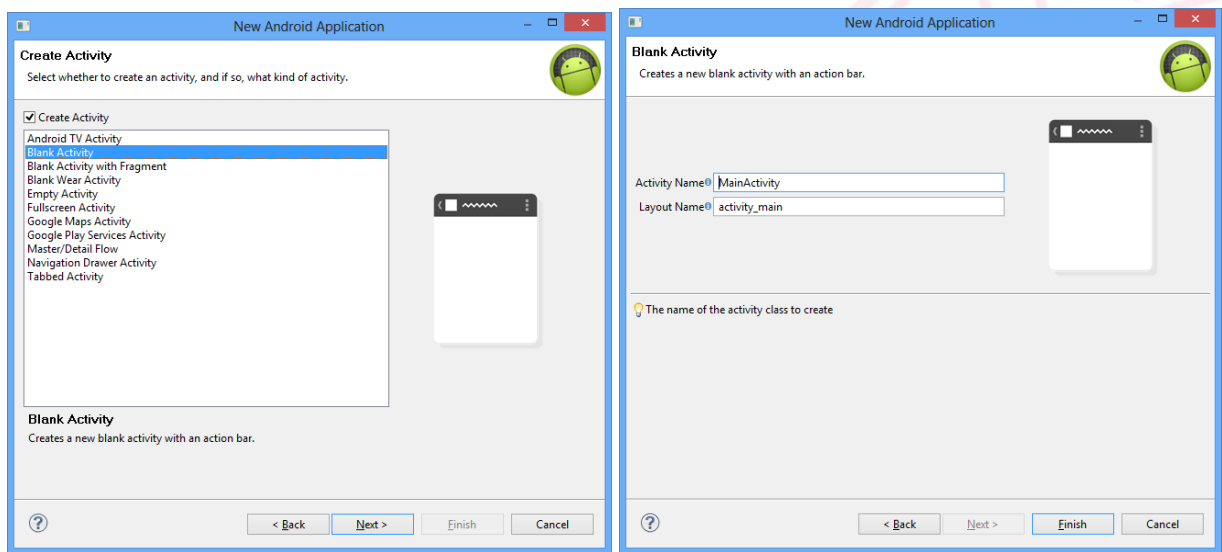 New Android Application
Create Activity
Select whether to create an activity, and if so, what kind of activity.
Create Activity
Android TV Activity
Blank Activity
Blank Activity with Fragment
Blank Wear Activity
Empty Activity
Fullscreen Activity
Google Maps Activity
Google Play Services Activity
Master/Detail Flow
Navigation Drawer Activity
Tabbed Activity
Blank Activity
Creates a new blank activity with an action bar.
< Back Next > Finish Cancel
New Android Application
Blank Activity
Creates a new blank activity with an action bar.
Activity Name MainActivity
Layout Name activity_main
The name of the activity class to create
< Back Next > Finish Cancel